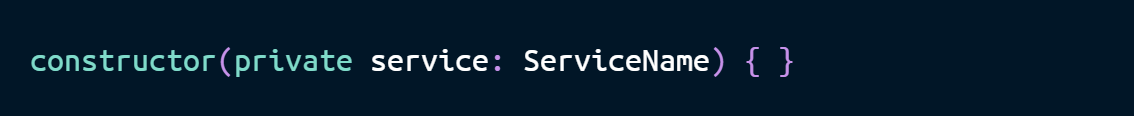 constructor(private service: ServiceName) { }